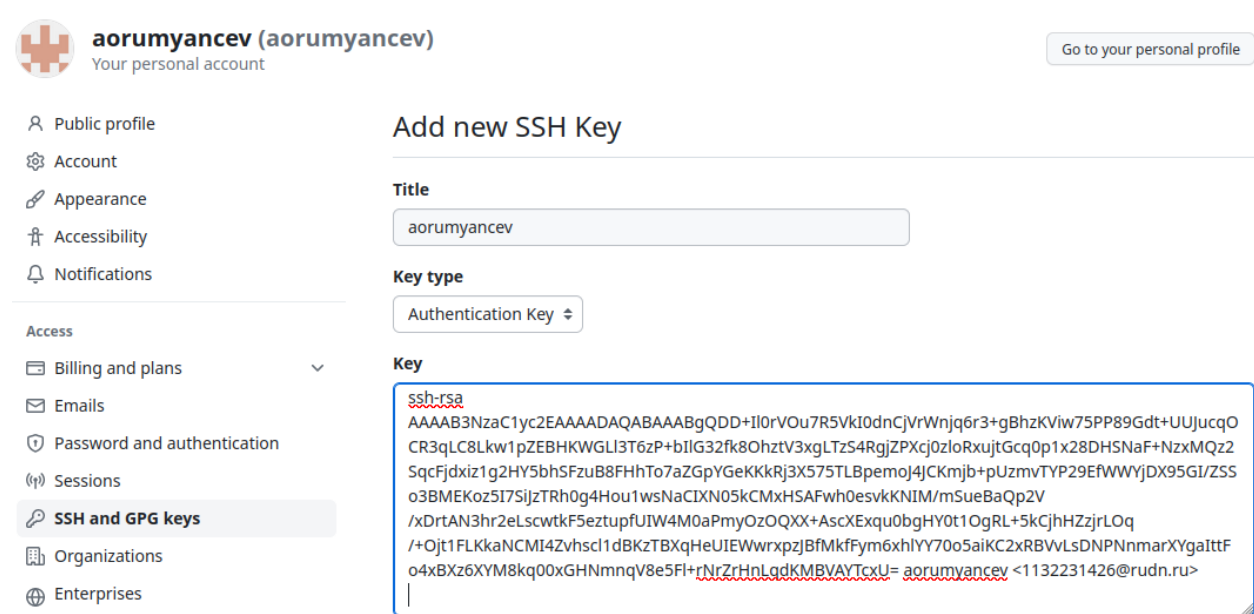 aorumyancev (aorumyancev)
Your personal account
Go to your personal profile
Public profile
Account
Appearance
Accessibility
Notifications
Access
Billing and plans
Emails
Password and authentication
Sessions
SSH and GPG keys
Organizations
Enterprises
Add new SSH Key
Title
aorumyancev
Key type
Authentication Key
Key
ssh-rsa
AAAAB3NzaC1yc2EAAAADAQABAAABgQDD+Il0rVOu7R5VkI0dnCjVrWnjq6r3+gBhzKViw75PP89Gdt+UUJucqO
CR3qLC8Lkw1pZEBHKWGLl3T6zP+bIlG32fk8OhztV3xgLTzS4RgjZPXcj0zloRxujtGcq0p1x28DHSNaF+NzxMQz2
SqcFjdxiz1g2HY5bhSFzuB8FHhTo7aZGpYGeKKkRj3X575TLBpemoJ4JCKmjb+pUzmvTYP29EfWWYjDX95GI/ZSS
o3BMEKoz5I7SiJzTRh0g4Hou1wsNaCIXN05kCMxHSAFwh0esvkKNIM/mSueBaQp2V
/xDrtAN3hr2eLscwtkF5eztupfUIW4M0aPmyOzOQXX+AscXExqu0bgHY0t1OgRL+5kCjhHZzjrLOq
/+Ojt1FLKkaNCMI4Zvhscl1dBKzTBXqHeUIEWwrxpzJBfMkfFym6xhlYY70o5aiKC2xRBVvLsDNPNnmarXYgaIttF
o4xBXz6XYM8kq00xGHNmnqV8e5Fl+rNrZrHnLqdKMBVAYTcxU= aorumyancev <1132231426@rudn.ru>